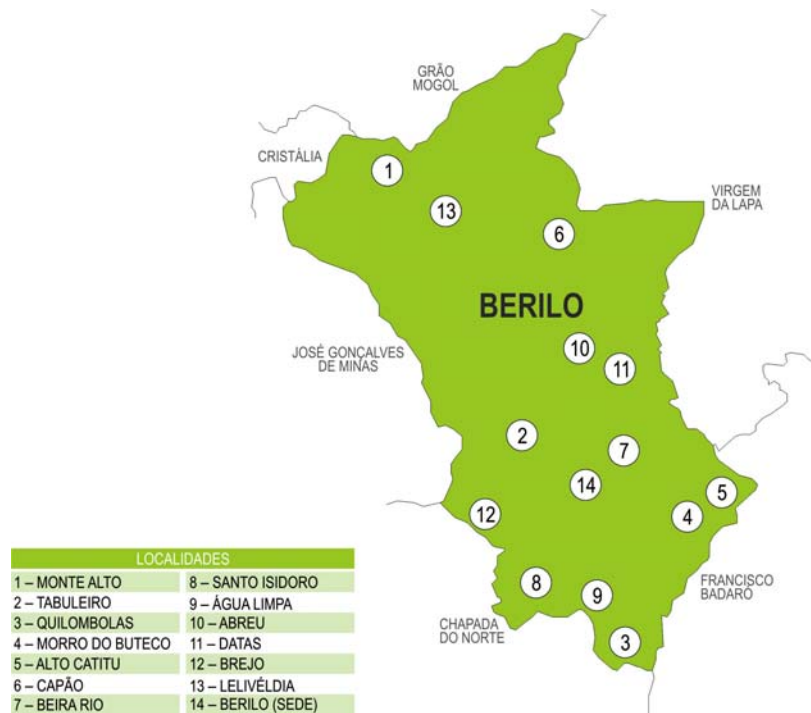 GRÃO
MOGOL
CRISTÁLIA
1
13
6
VIRGEM
DA LAPA
BERILO
JOSÉ GONÇALVES
DE MINAS
10
11
2
7
14
5
12
4
8
9
3
FRANCISCO
BADARÓ
CHAPADA
DO NORTE
LOCALIDADES
1 – MONTE ALTO 8 – SANTO ISIDORO
2 – TABULEIRO 9 – ÁGUA LIMPA
3 – QUILOMBOLAS 10 – ABREU
4 – MORRO DO BUTECO 11 – DATAS
5 – ALTO CATITU 12 – BREJO
6 – CAPÃO 13 – LELIVÉLDIA
7 – BEIRA RIO 14 – BERILO (SEDE)